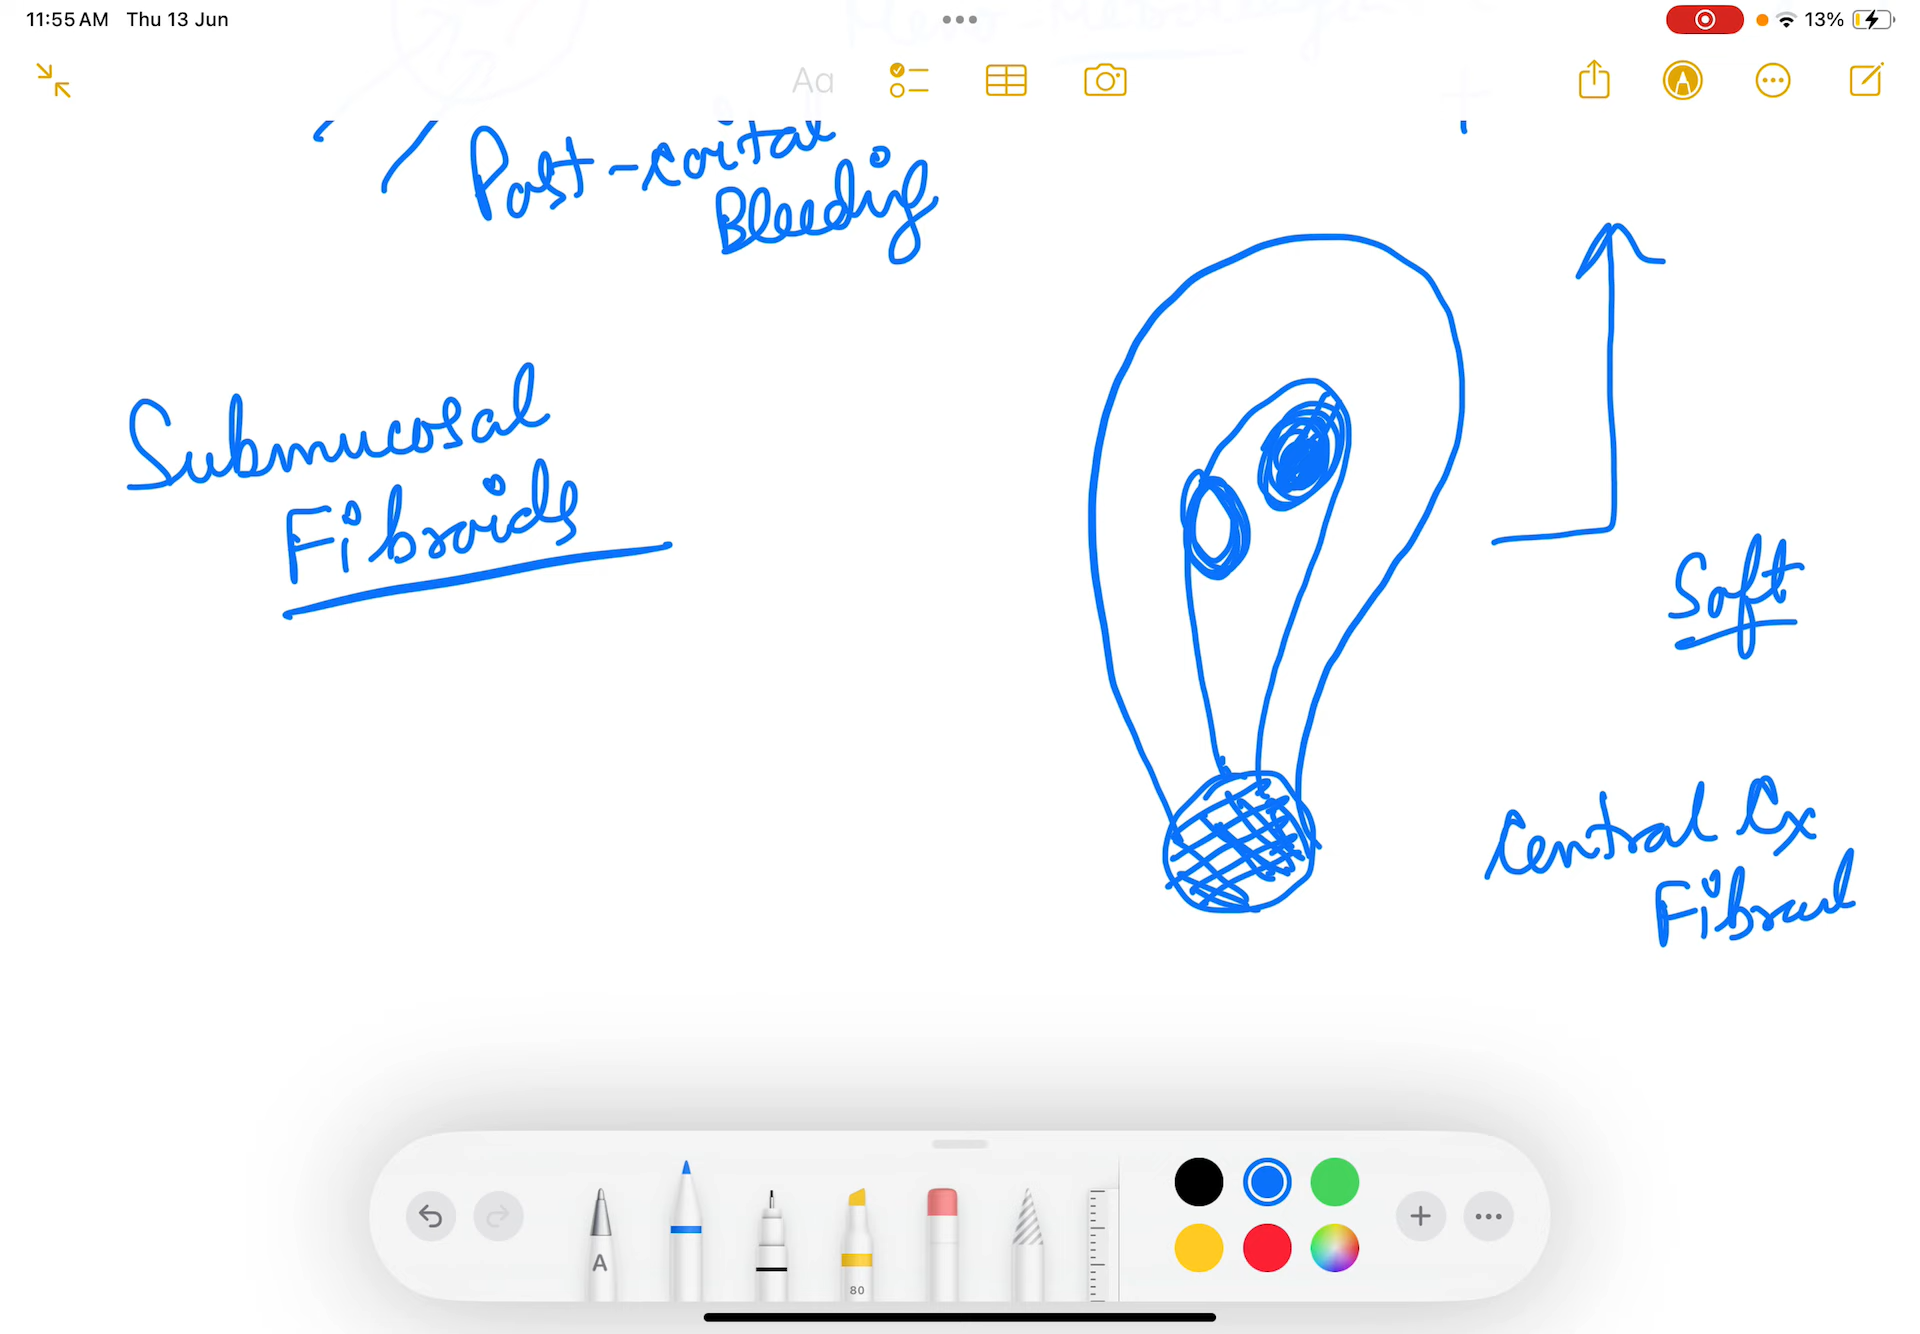 11:55 AM Thu 13 Jun
13%
Aa
Post-coital
Bleeding
Submucosal
Fibroids
Soft
Central Cx
Fibroid
A
80